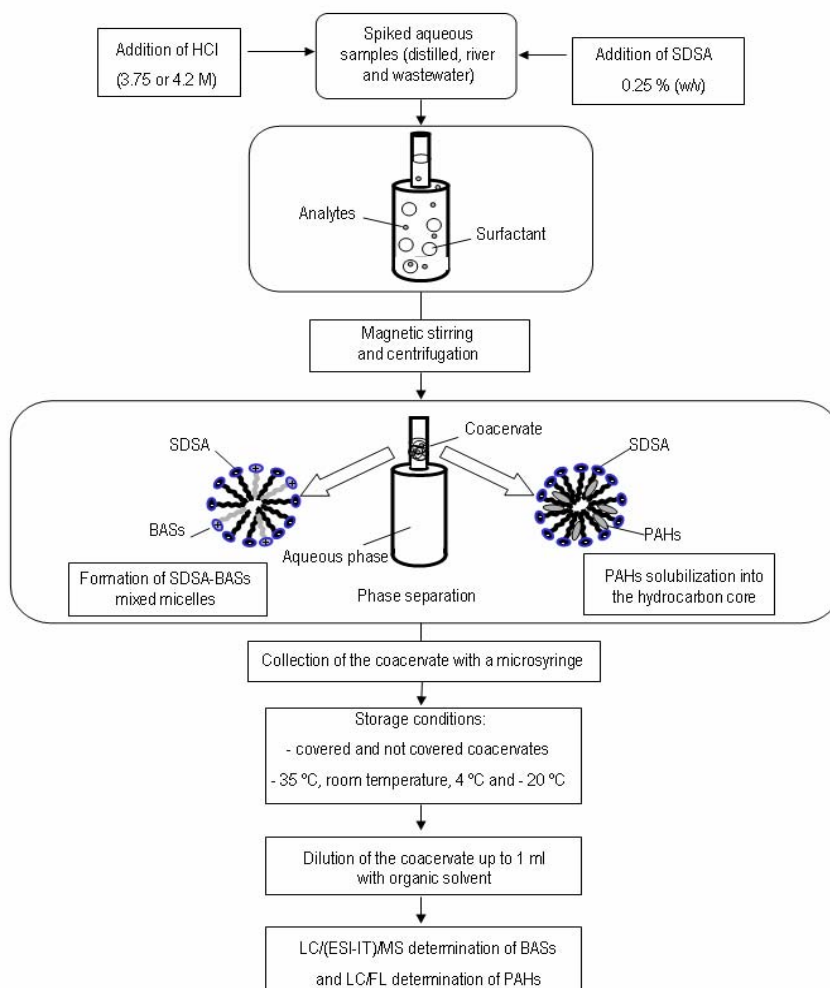 Addition of HCl
(3.75 or 4.2 M)
Spiked aqueous
samples (distilled, river
and wastewater)
Addition of SDSA
0.25 % (w/v)
Analytes
Surfactant
Magnetic stirring
and centrifugation
SDSA
Coacervate
SDSA
BASs
Aqueous phase
PAHs
Formation of SDSA-BASs
mixed micelles
Phase separation
PAHs solubilization into
the hydrocarbon core
Collection of the coacervate with a microsyringe
Storage conditions:
- covered and not covered coacervates
- 35 ºC, room temperature, 4 ºC and - 20 ºC
Dilution of the coacervate up to 1 ml
with organic solvent
LC/(ESI-IT)/MS determination of BASs
and LC/FL determination of PAHs